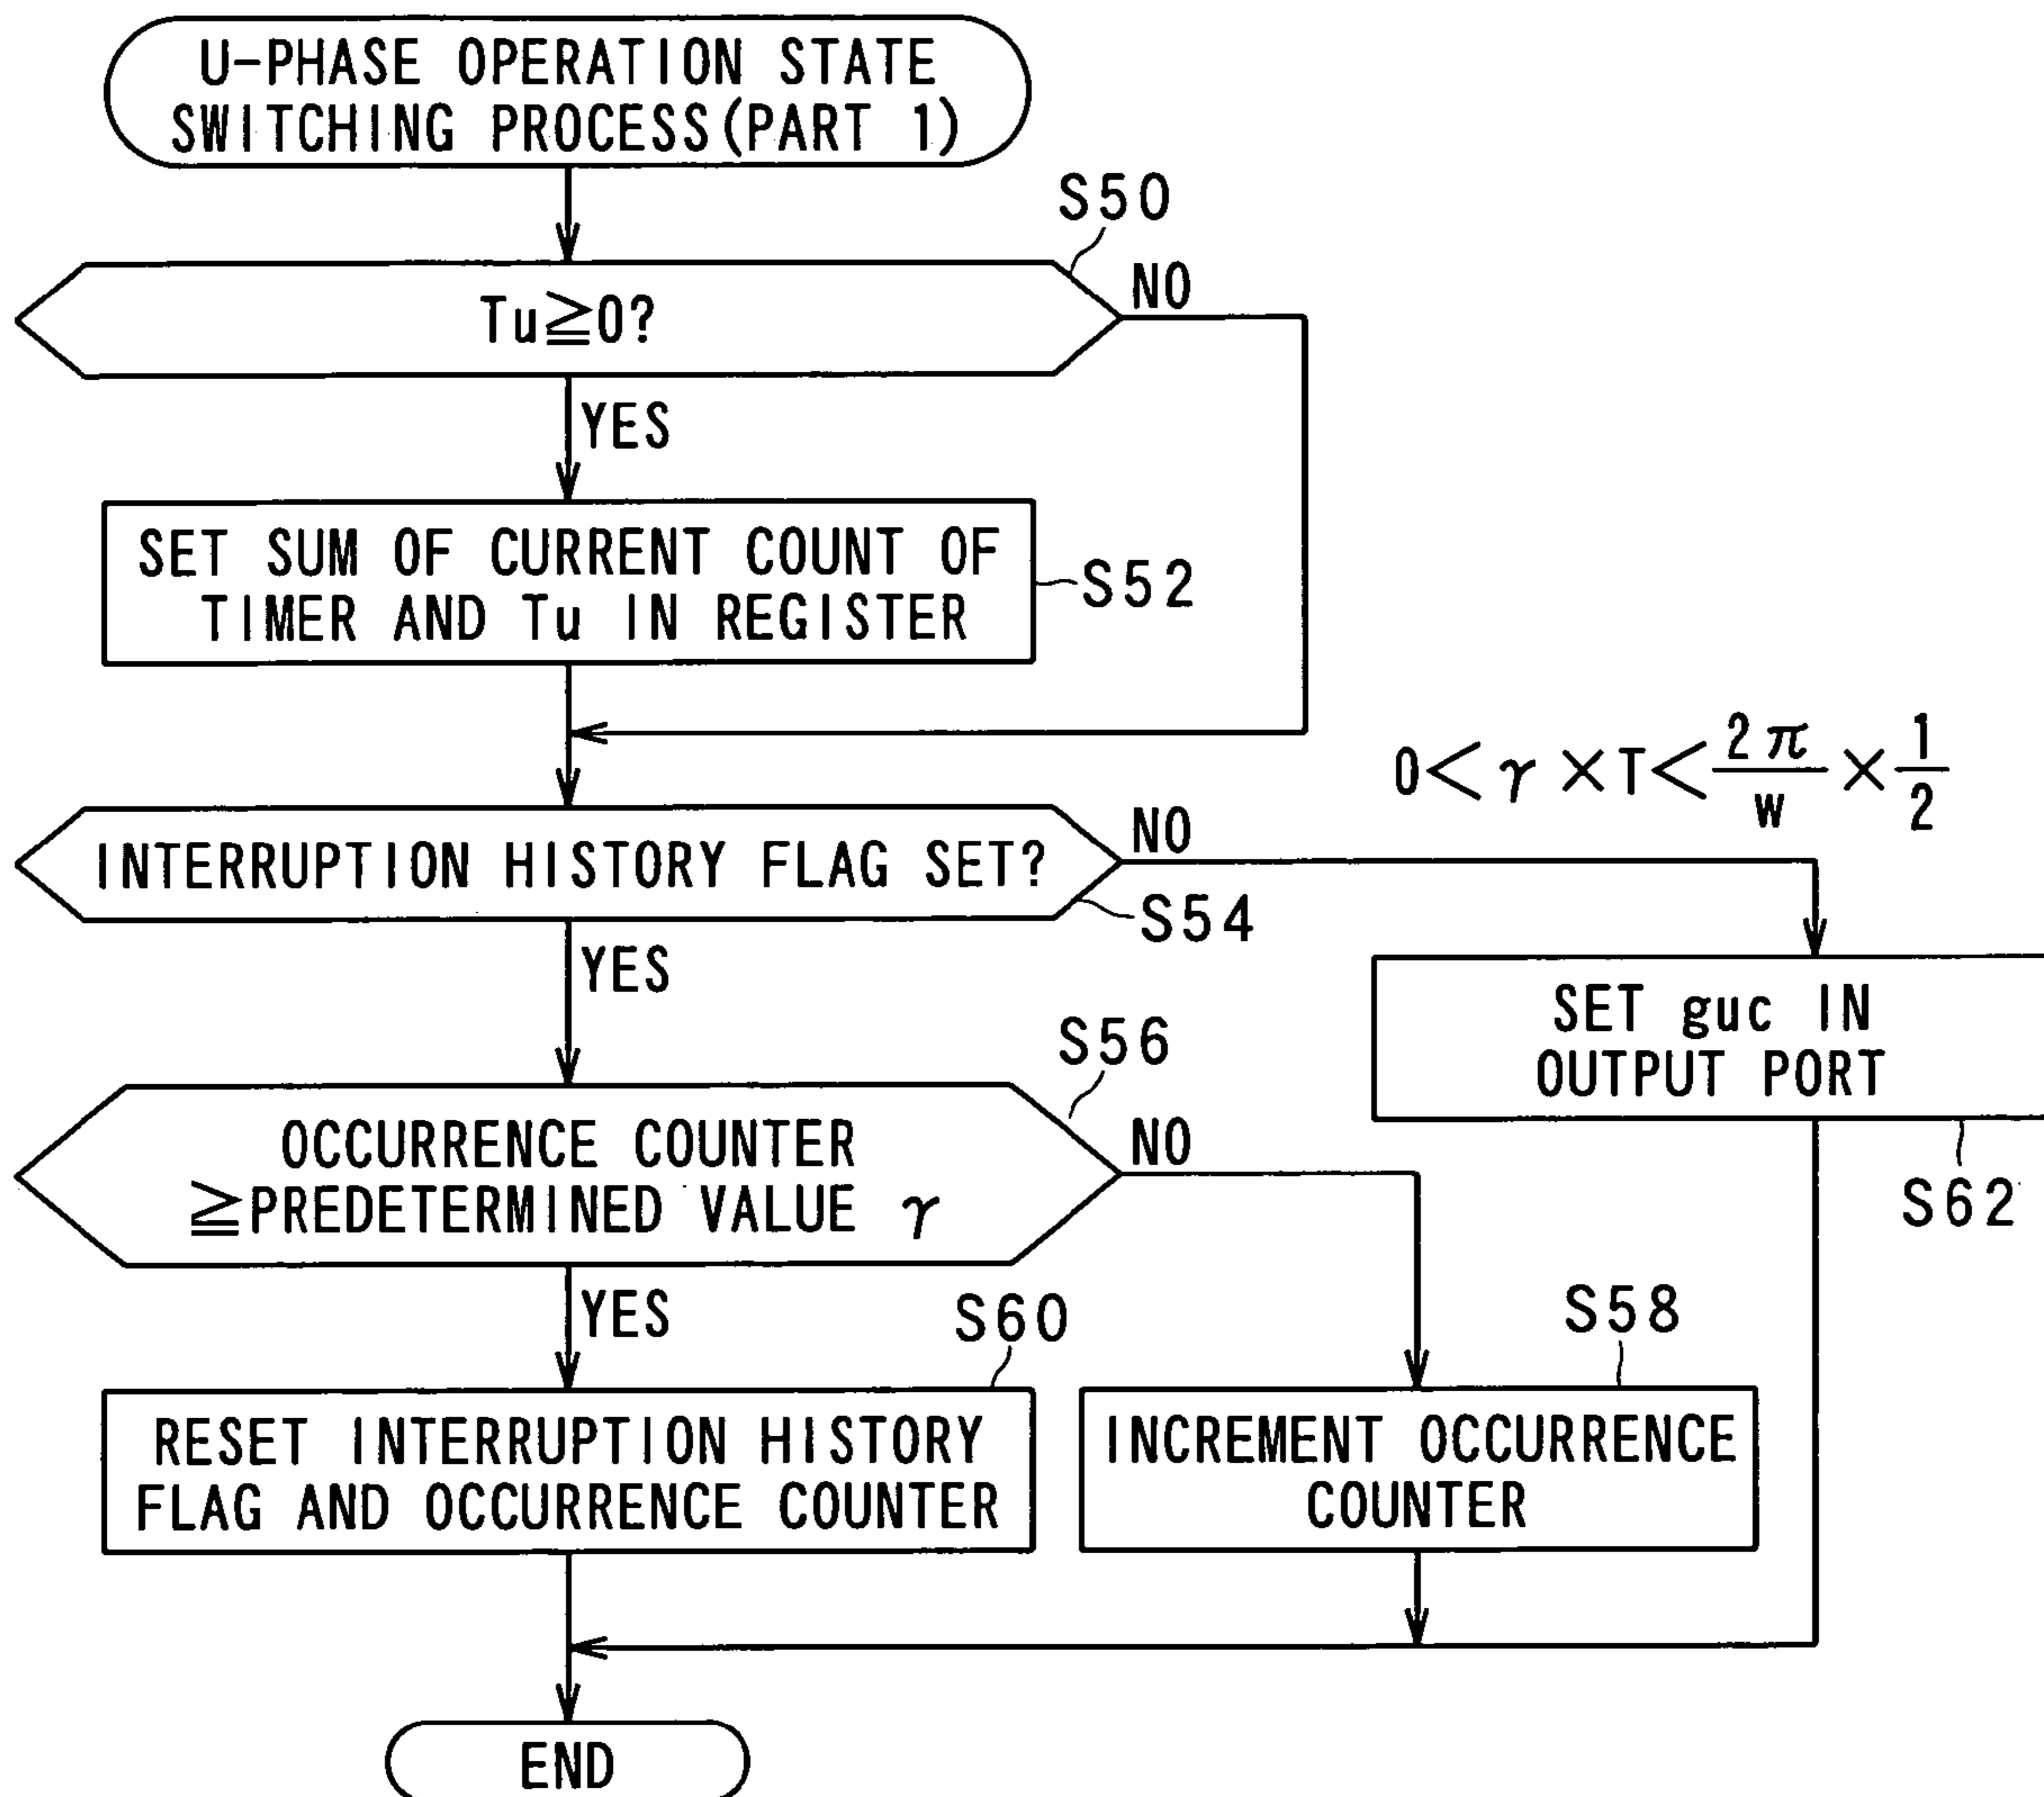 U-PHASE OPERATION STATE
SWITCHING PROCESS(PART 1)
S50
Tu≧0?
NO
YES
SET SUM OF CURRENT COUNT OF
TIMER AND Tu IN REGISTER
S52
0<γ×T<2π/w×1/2
INTERRUPTION HISTORY FLAG SET?
NO
S54
YES
SET guc IN
OUTPUT PORT
S62
S56
OCCURRENCE COUNTER
≧PREDETERMINED VALUE γ
NO
YES
S60
S58
RESET INTERRUPTION HISTORY
FLAG AND OCCURRENCE COUNTER
INCREMENT OCCURRENCE
COUNTER
END